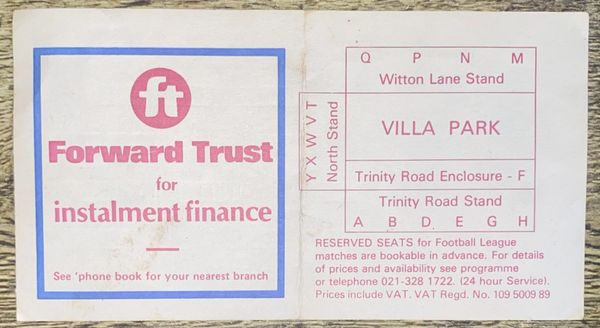 ft
Forward Trust
for
instalment finance
See 'phone book for your nearest branch
Q P N M
Witton Lane Stand
Y X W V T
North Stand
VILLA PARK
Trinity Road Enclosure - F
Trinity Road Stand
A B D E G H
RESERVED SEATS for Football League
matches are bookable in advance. For details
of prices and availability see programme
or telephone 021-328 1722. (24 hour Service).
Prices include VAT. VAT Regd. No. 109 5009 89